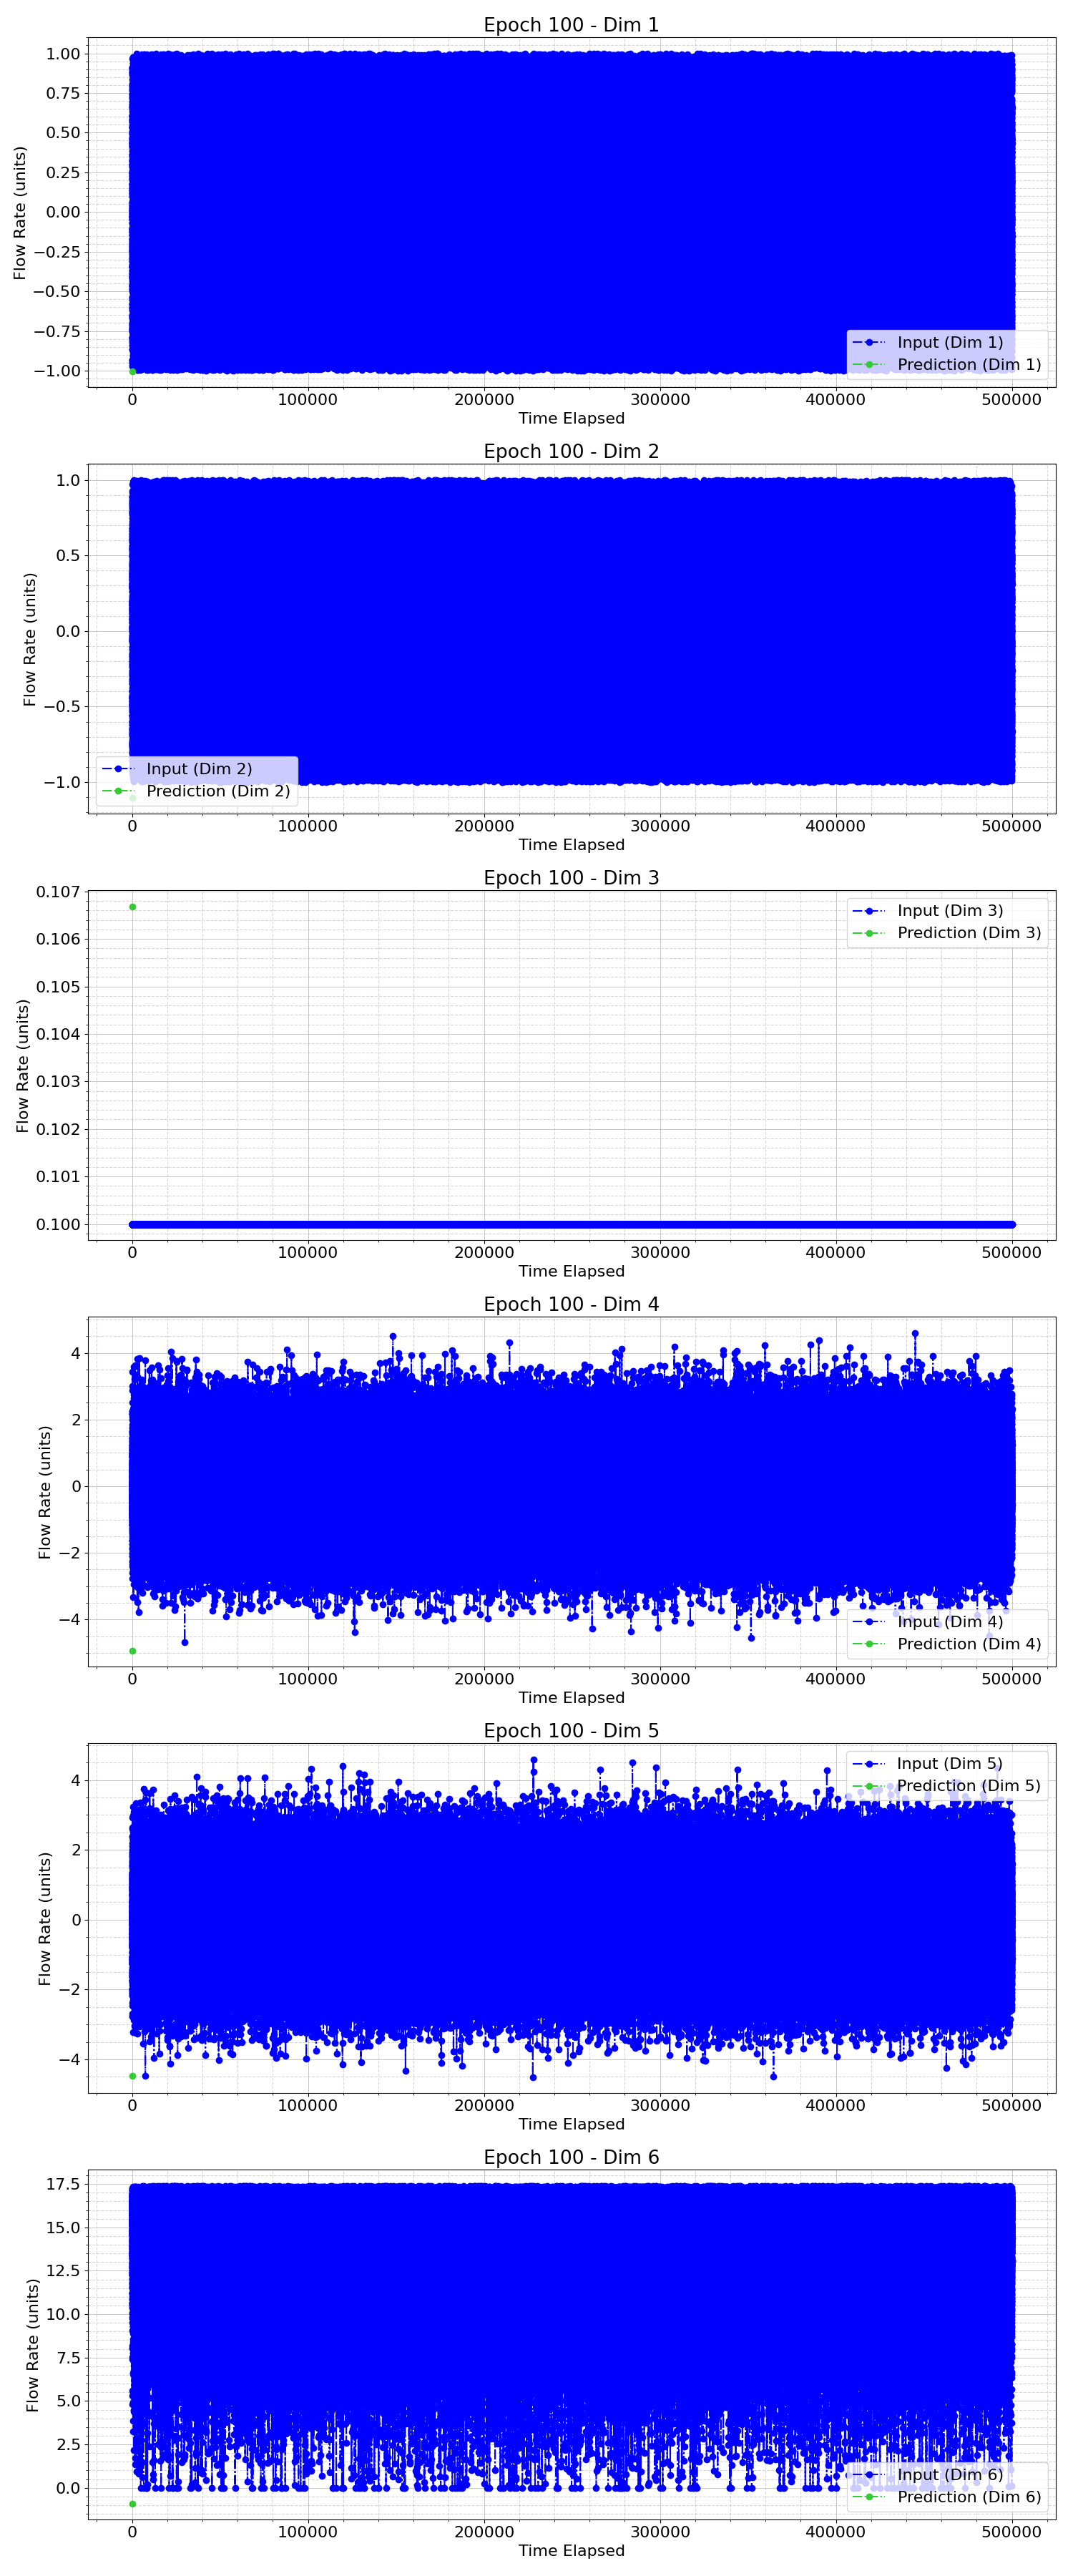 Epoch 100 - Dim 1
Flow Rate (units)
1.00
0.75
0.50
0.25
0.00
−0.25
−0.50
−0.75
−1.00
Input (Dim 1)
Prediction (Dim 1)
0 100000 200000 300000 400000 500000
Time Elapsed
Epoch 100 - Dim 2
Flow Rate (units)
1.0
0.5
0.0
−0.5
−1.0
Input (Dim 2)
Prediction (Dim 2)
0 100000 200000 300000 400000 500000
Time Elapsed
Epoch 100 - Dim 3
Flow Rate (units)
0.107
0.106
0.105
0.104
0.103
0.102
0.101
0.100
Input (Dim 3)
Prediction (Dim 3)
0 100000 200000 300000 400000 500000
Time Elapsed
Epoch 100 - Dim 4
Flow Rate (units)
4
2
0
−2
−4
Input (Dim 4)
Prediction (Dim 4)
0 100000 200000 300000 400000 500000
Time Elapsed
Epoch 100 - Dim 5
Flow Rate (units)
4
2
0
−2
−4
Input (Dim 5)
Prediction (Dim 5)
0 100000 200000 300000 400000 500000
Time Elapsed
Epoch 100 - Dim 6
Flow Rate (units)
17.5
15.0
12.5
10.0
7.5
5.0
2.5
0.0
Input (Dim 6)
Prediction (Dim 6)
0 100000 200000 300000 400000 500000
Time Elapsed